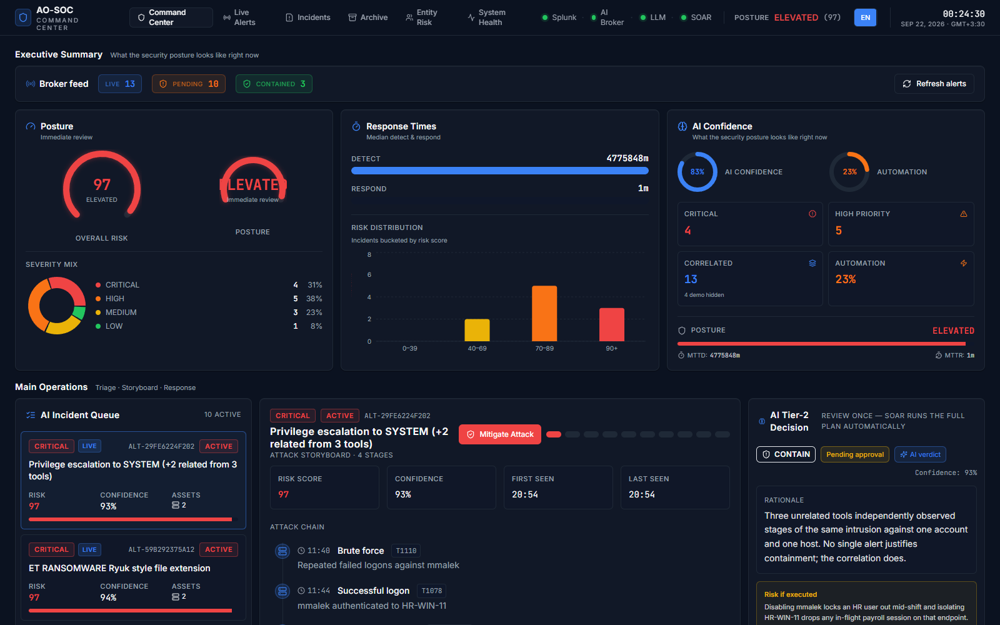 AO-SOC
COMMAND
CENTER
Command
Center
Live
Alerts
Incidents
Archive
Entity
Risk
System
Health
Splunk
AI
Broker
LLM
SOAR
POSTURE ELEVATED (97)
EN
00:24:30
SEP 22, 2026 · GMT+3:30
Executive Summary What the security posture looks like right now
Broker feed LIVE 13 PENDING 10 CONTAINED 3 Refresh alerts
Posture
Immediate review
97
ELEVATED
OVERALL RISK
ELEVATED
Immediate review
POSTURE
SEVERITY MIX
CRITICAL 4 31%
HIGH 5 38%
MEDIUM 3 23%
LOW 1 8%
Response Times
Median detect & respond
DETECT 4775848m
RESPOND 1m
RISK DISTRIBUTION
Incidents bucketed by risk score
8
6
4
2
0
0–39 40–69 70–89 90+
AI Confidence
What the security posture looks like right now
83% AI CONFIDENCE
23% AUTOMATION
CRITICAL
4
HIGH PRIORITY
5
CORRELATED
13
4 demo hidden
AUTOMATION
23%
POSTURE ELEVATED
MTTD: 4775848m MTTR: 1m
Main Operations Triage · Storyboard · Response
AI Incident Queue 10 ACTIVE
CRITICAL LIVE ALT-29FE6224F202 ACTIVE
Privilege escalation to SYSTEM (+2 related from 3
tools)
RISK CONFIDENCE ASSETS
97 93% 2
CRITICAL LIVE ALT-59B292375A12 ACTIVE
ET RANSOMWARE Ryuk style file extension
RISK CONFIDENCE ASSETS
97 94% 2
CRITICAL ACTIVE ALT-29FE6224F202
Privilege escalation to SYSTEM (+2
related from 3 tools)
Mitigate Attack
ATTACK STORYBOARD · 4 STAGES
RISK SCORE CONFIDENCE FIRST SEEN LAST SEEN
97 93% 20:54 20:54
ATTACK CHAIN
11:40 Brute force T1110
Repeated failed logons against mmalek
11:44 Successful logon T1078
mmalek authenticated to HR-WIN-11
AI Tier-2
Decision
REVIEW ONCE — SOAR RUNS THE FULL
PLAN AUTOMATICALLY
CONTAIN Pending approval AI verdict
Confidence: 93%
RATIONALE
Three unrelated tools independently observed
stages of the same intrusion against one account
and one host. No single alert justifies
containment; the correlation does.
Risk if executed
Disabling mmalek locks an HR user out mid-shift and isolating
HR-WIN-11 drops any in-flight payroll session on that endpoint.